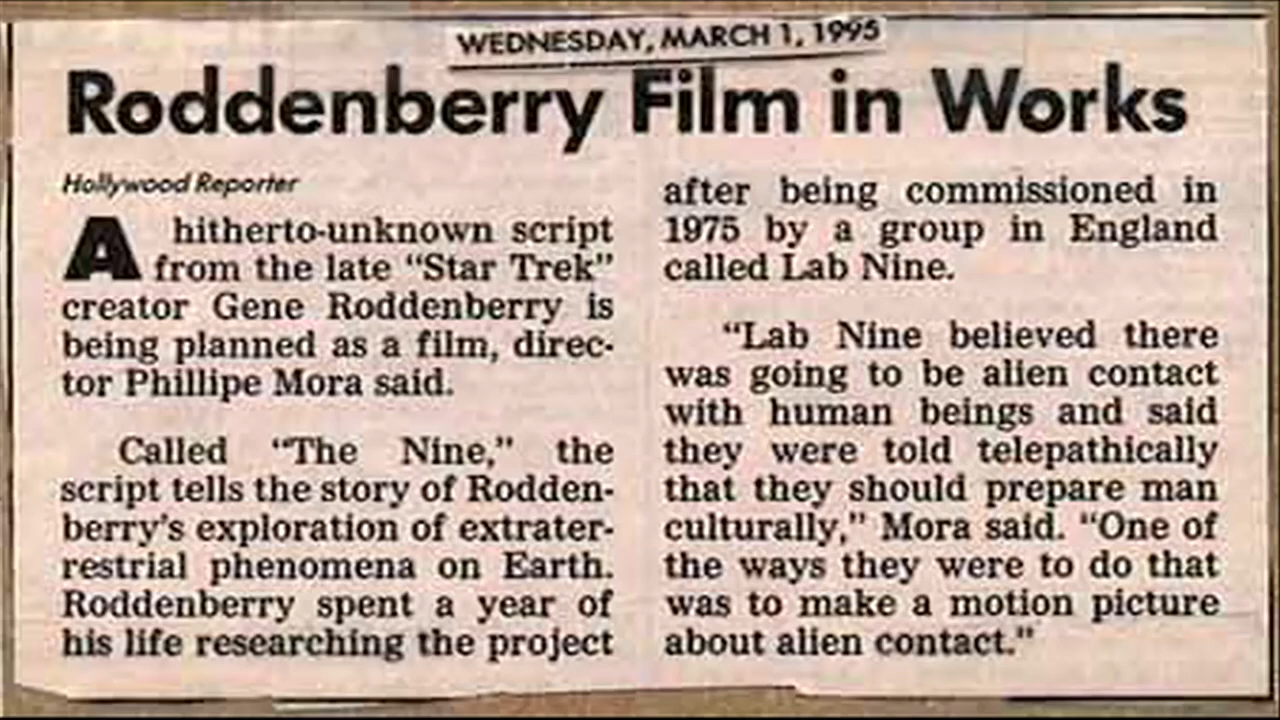 WEDNESDAY, MARCH 1, 1995
Roddenberry Film in Works
Hollywood Reporter
A hitherto-unknown script
from the late “Star Trek”
creator Gene Roddenberry is
being planned as a film, direc-
tor Phillipe Mora said.
Called “The Nine,” the
script tells the story of Rodden-
berry’s exploration of extrater-
restrial phenomena on Earth.
Roddenberry spent a year of
his life researching the project
after being commissioned in
1975 by a group in England
called Lab Nine.
“Lab Nine believed there
was going to be alien contact
with human beings and said
they were told telepathically
that they should prepare man
culturally,” Mora said. “One of
the ways they were to do that
was to make a motion picture
about alien contact.”